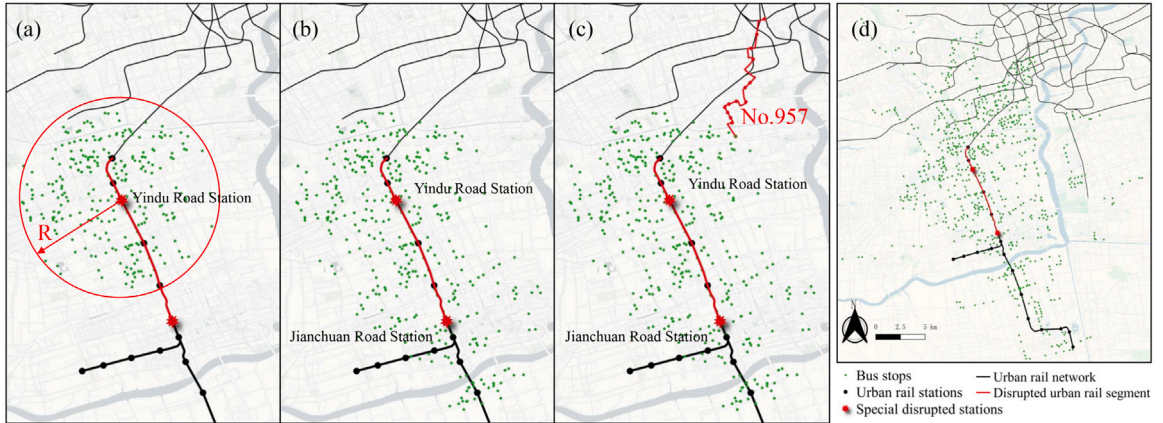 (a)
Yindu Road Station
R
(b)
Yindu Road Station
Jianchuan Road Station
(c)
No.957
Yindu Road Station
Jianchuan Road Station
(d)
0 2.5 5 km
Bus stops
Urban rail stations
Special disrupted stations
Urban rail network
Disrupted urban rail segment